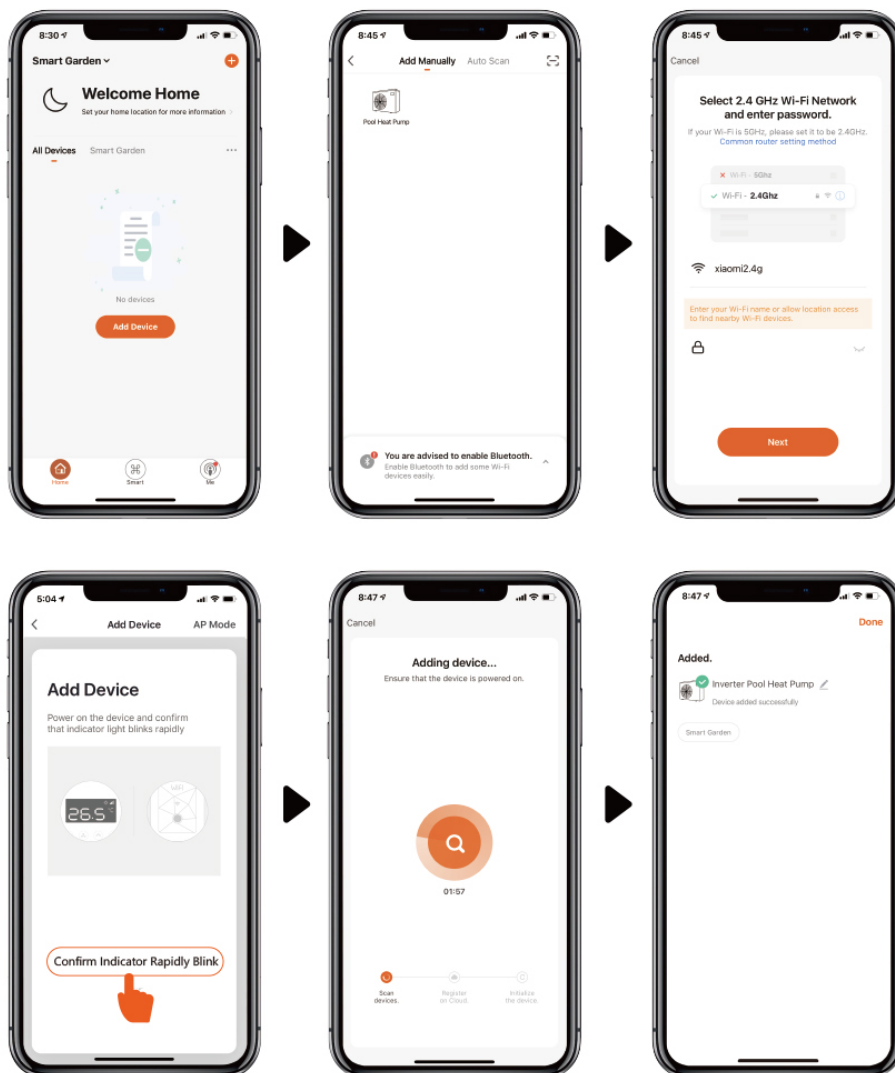 8:30
Smart Garden
Welcome Home
Set your home location for more information
All Devices Smart Garden ...
No devices
Add Device
Home Smart Me
8:45
Add Manually Auto Scan
Pool Heat Pump
You are advised to enable Bluetooth.
Enable Bluetooth to add some Wi-Fi
devices easily.
8:45
Cancel
Select 2.4 GHz Wi-Fi Network
and enter password.
If your Wi-Fi is 5GHz, please set it to be 2.4GHz.
Common router setting method
Wi-Fi - 5Ghz
Wi-Fi - 2.4Ghz
xiaomi2.4g
Enter your Wi-Fi name or allow location access
to find nearby Wi-Fi devices.
Next
5:04
Add Device AP Mode
Add Device
Power on the device and confirm
that indicator light blinks rapidly
WiFi
26.5
Confirm Indicator Rapidly Blink
8:47
Cancel
Adding device...
Ensure that the device is powered on.
01:57
Scan
devices.
Register
on Cloud.
Initialize
the device.
8:47
Done
Added.
Inverter Pool Heat Pump
Device added successfully
Smart Garden